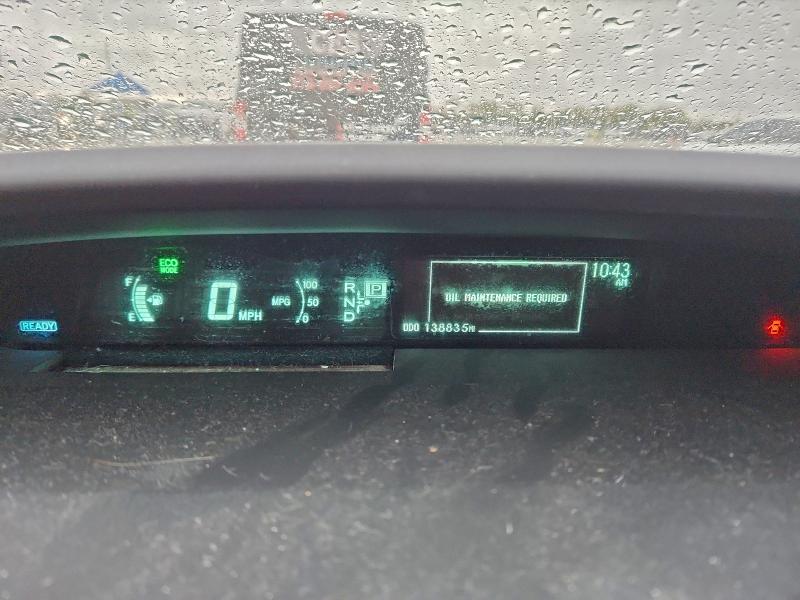 ECO
MODE
F
E
READY
0 MPH
MPG
100
50
0
R
N
D
P
OIL MAINTENANCE REQUIRED
10:43
AM
ODO 138835MI